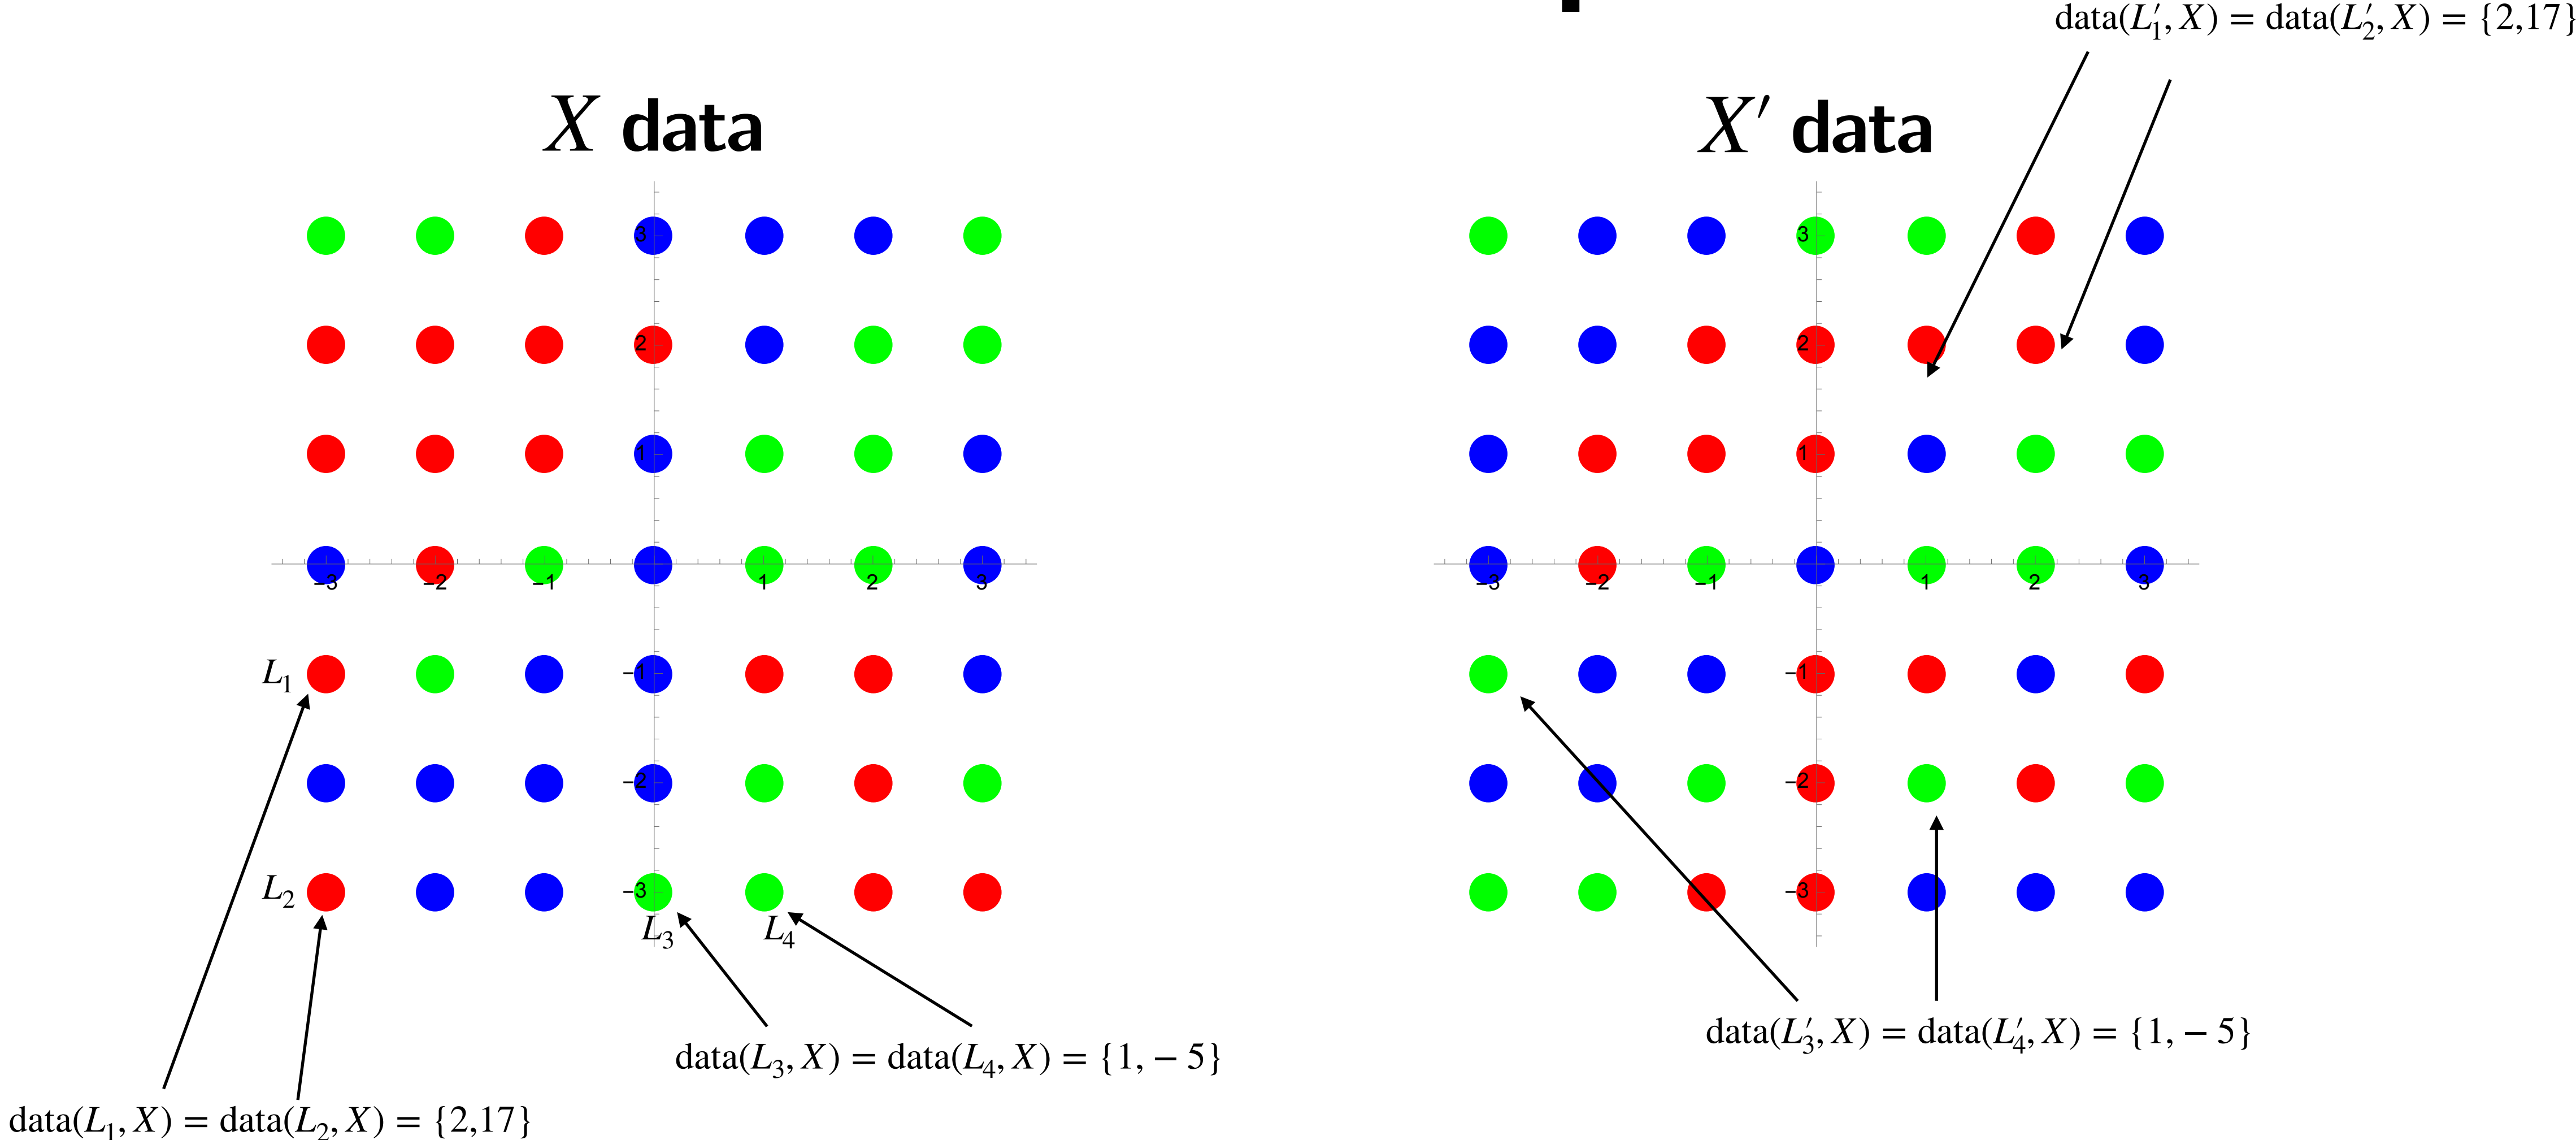 data(L′₁, X) = data(L′₂, X) = {2,17}
X data
X′ data
3
3
2
2
1
1
−3 −2 −1 1 2 3
−3 −2 −1 1 2 3
L₁
−1
−1
−2
−2
L₂
−3
−3
L₃
L₄
data(L₃, X) = data(L₄, X) = {1, − 5}
data(L′₃, X) = data(L′₄, X) = {1, − 5}
data(L₁, X) = data(L₂, X) = {2,17}